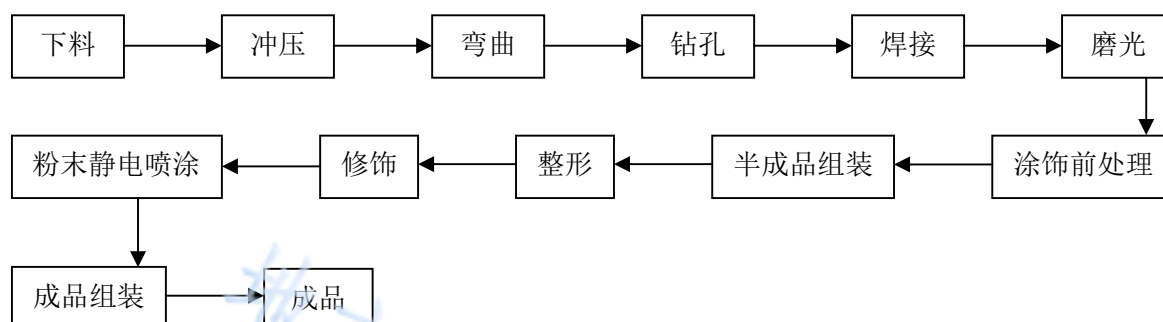 下料 冲压 弯曲 钻孔 焊接 磨光
粉末静电喷涂 修饰 整形 半成品组装 涂饰前处理
成品组装 成品